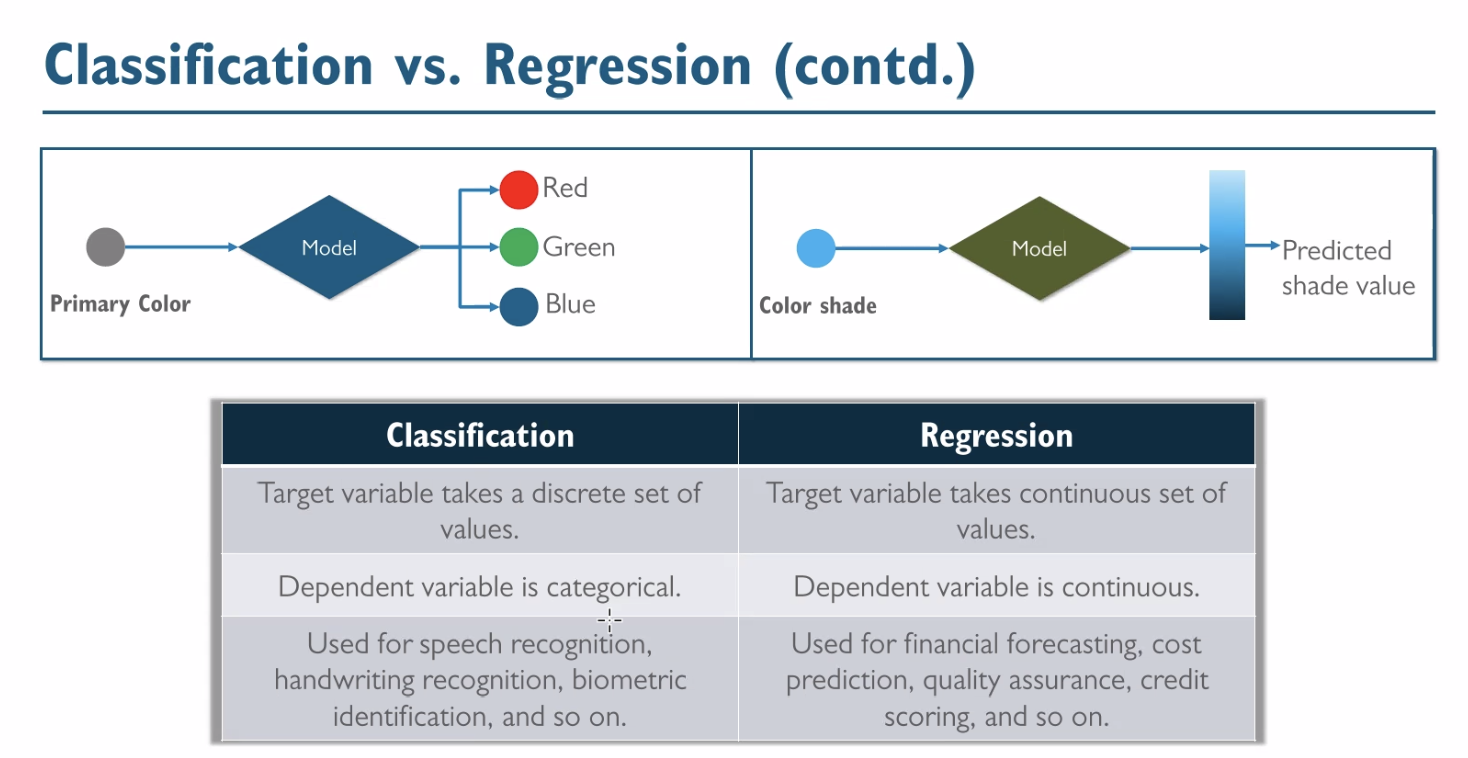 Classification vs. Regression (contd.)
Model
Red
Green
Blue
Primary Color
Model
Predicted
shade value
Color shade
Classification
Regression
Target variable takes a discrete set of
values.
Target variable takes continuous set of
values.
Dependent variable is categorical.
Dependent variable is continuous.
Used for speech recognition,
handwriting recognition, biometric
identification, and so on.
Used for financial forecasting, cost
prediction, quality assurance, credit
scoring, and so on.